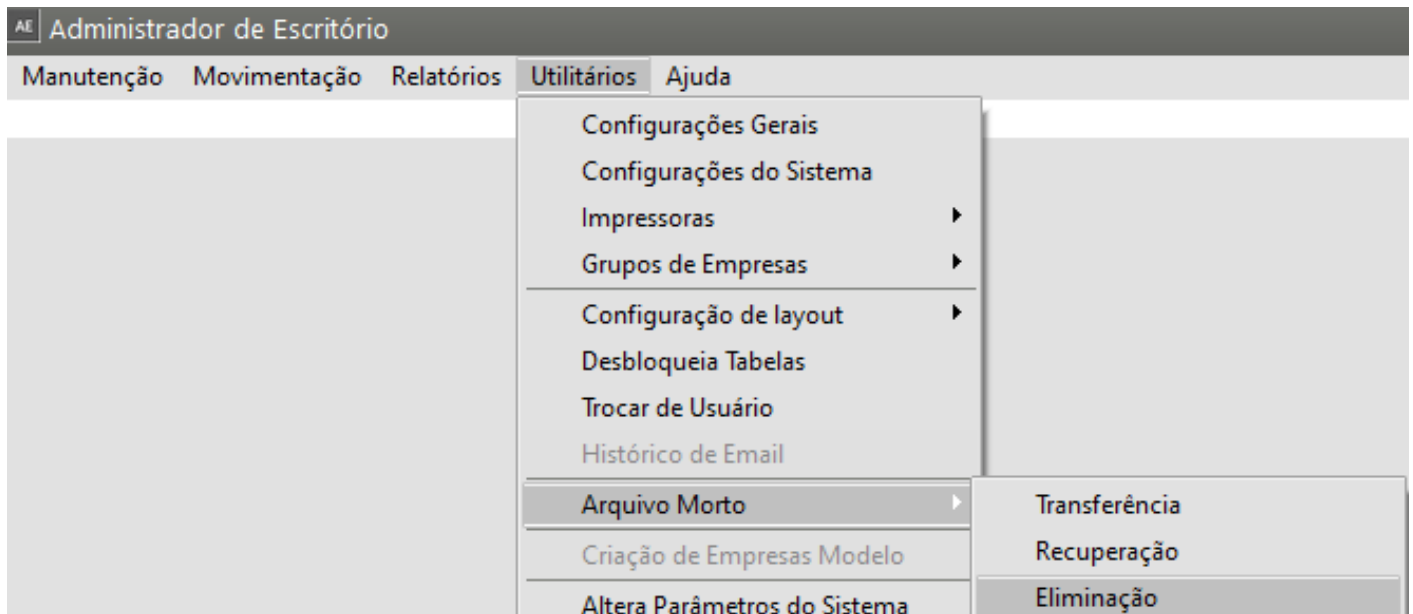 AE Administrador de Escritório
Manutenção Movimentação Relatórios Utilitários Ajuda
Configurações Gerais
Configurações do Sistema
Impressoras
Grupos de Empresas
Configuração de layout
Desbloqueia Tabelas
Trocar de Usuário
Histórico de Email
Arquivo Morto
Criação de Empresas Modelo
Altera Parâmetros do Sistema
Transferência
Recuperação
Eliminação